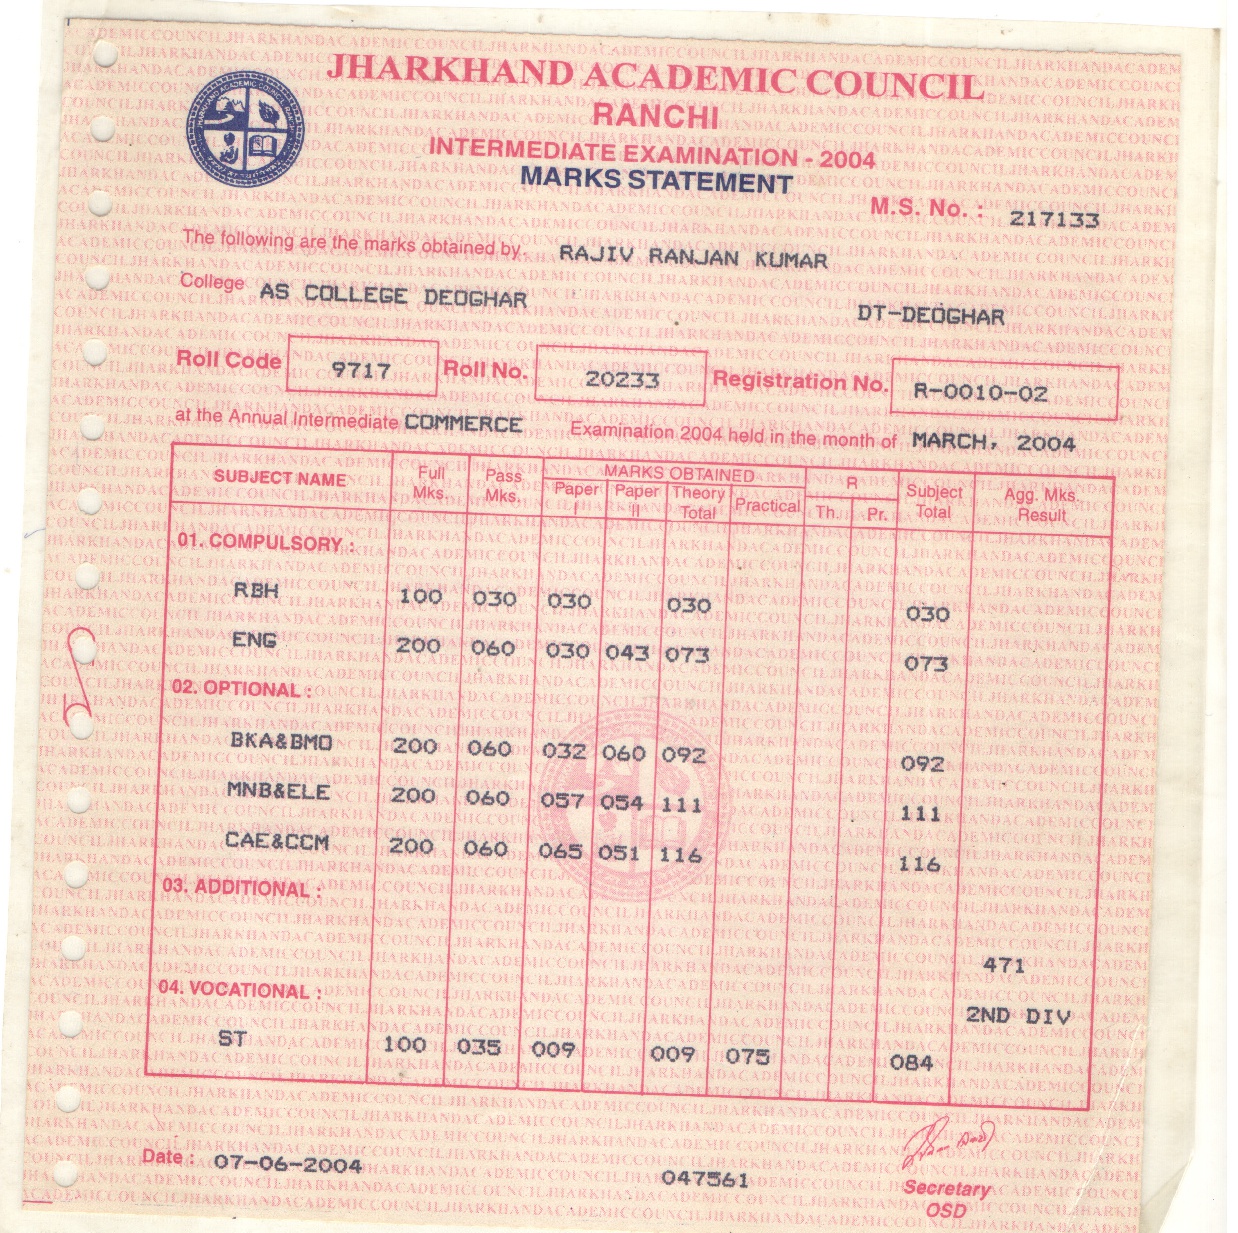 JHARKHAND ACADEMIC COUNCIL
RANCHI
INTERMEDIATE EXAMINATION - 2004
MARKS STATEMENT
M.S. No. : 217133
The following are the marks obtained by. RAJIV RANJAN KUMAR
College AS COLLEGE DEOGHAR DT-DEOGHAR
Roll Code 9717 Roll No. 20233 Registration No. R-0010-02
at the Annual Intermediate COMMERCE Examination 2004 held in the month of MARCH, 2004
SUBJECT NAME Full Mks. Pass Mks. MARKS OBTAINED Paper I Paper II Theory Total Practical R Th. Pr. Subject Total Agg. Mks. Result
01. COMPULSORY :
RBH 100 030 030 030 030
ENG 200 060 030 043 073 073
02. OPTIONAL :
BKA&BMO 200 060 032 060 092 092
MNB&ELE 200 060 057 054 111 111
CAE&CCM 200 060 065 051 116 116
03. ADDITIONAL :
471
04. VOCATIONAL :
2ND DIV
ST 100 035 009 009 075 084
Date : 07-06-2004
047561
Secretary
OSD